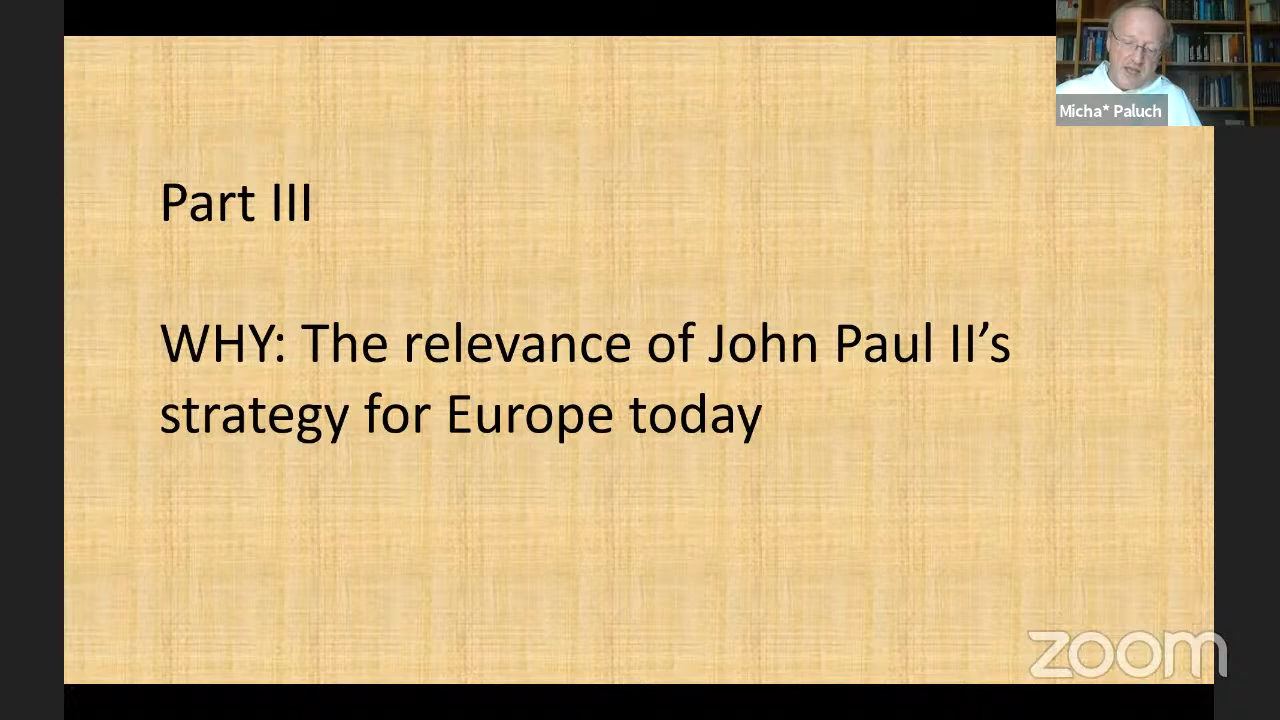 Micha* Paluch
Part III
WHY: The relevance of John Paul II’s
strategy for Europe today
zoom